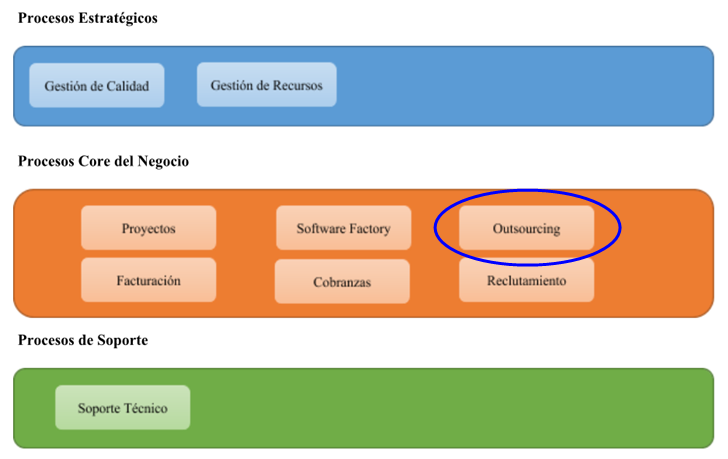 Procesos Estratégicos
Gestión de Calidad
Gestión de Recursos
Procesos Core del Negocio
Proyectos
Software Factory
Outsourcing
Facturación
Cobranzas
Reclutamiento
Procesos de Soporte
Soporte Técnico